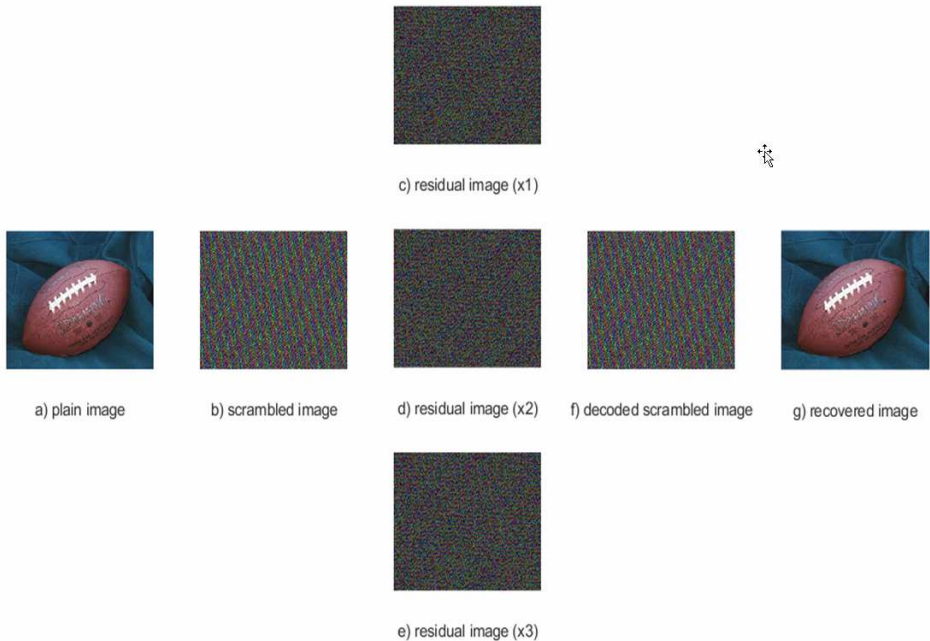 c) residual image (x1)
a) plain image
b) scrambled image
d) residual image (x2)
f) decoded scrambled image
g) recovered image
e) residual image (x3)